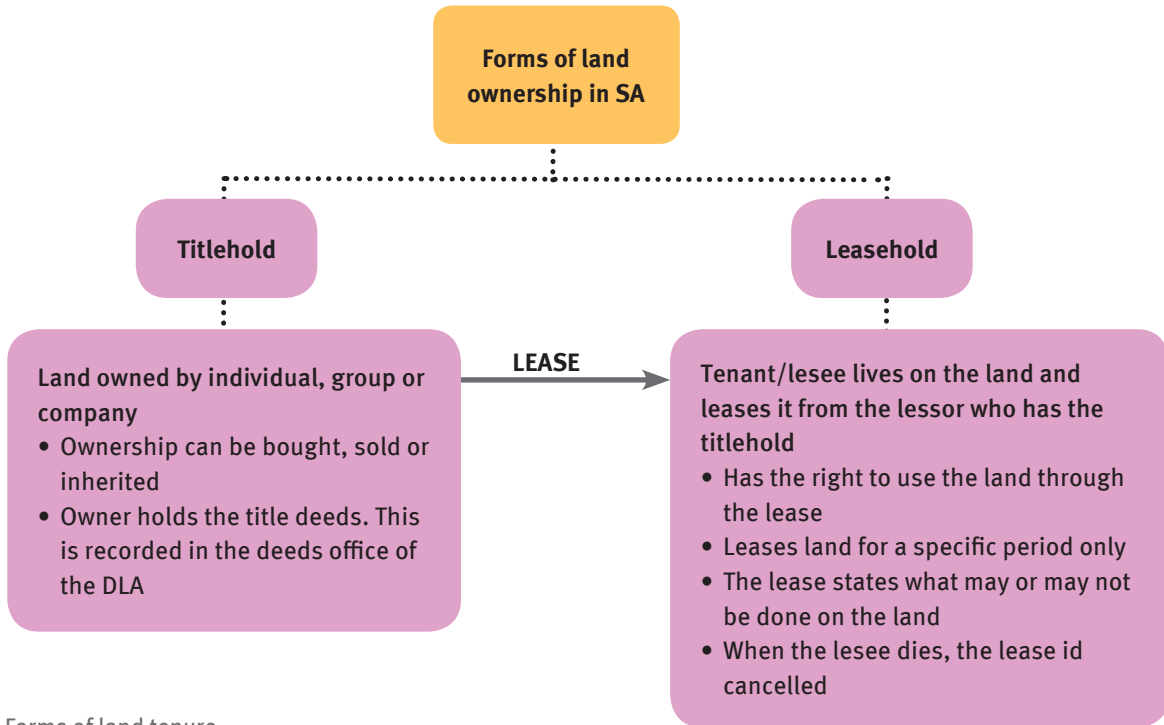 Forms of land
ownership in SA
Titlehold
Leasehold
Land owned by individual, group or
company
• Ownership can be bought, sold or
inherited
• Owner holds the title deeds. This
is recorded in the deeds office of
the DLA
LEASE
Tenant/lesee lives on the land and
leases it from the lessor who has the
titlehold
• Has the right to use the land through
the lease
• Leases land for a specific period only
• The lease states what may or may not
be done on the land
• When the lesee dies, the lease id
cancelled
Forms of land tenure